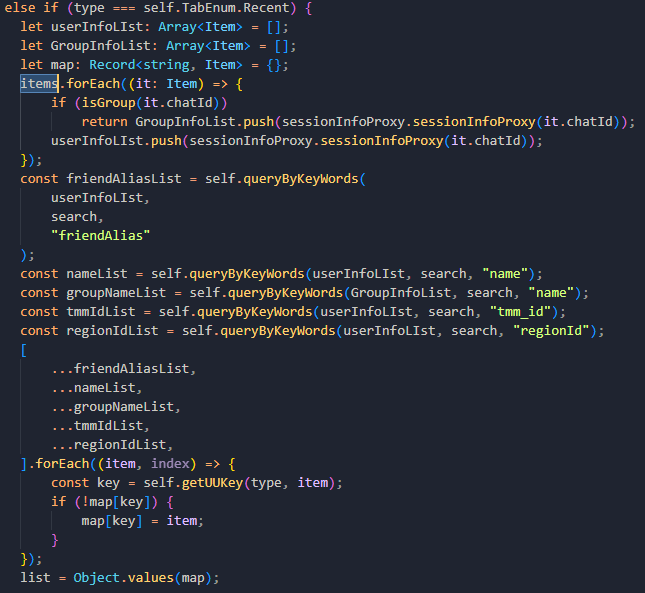 else if (type === self.TabEnum.Recent) {
let userInfoLIst: Array<Item> = [];
let GroupInfoList: Array<Item> = [];
let map: Record<string, Item> = {};
items.forEach((it: Item) => {
if (isGroup(it.chatId))
return GroupInfoList.push(sessionInfoProxy.sessionInfoProxy(it.chatId));
userInfoLIst.push(sessionInfoProxy.sessionInfoProxy(it.chatId));
});
const friendAliasList = self.queryByKeyWords(
userInfoLIst,
search,
"friendAlias"
);
const nameList = self.queryByKeyWords(userInfoLIst, search, "name");
const groupNameList = self.queryByKeyWords(GroupInfoList, search, "name");
const tmmIdList = self.queryByKeyWords(userInfoLIst, search, "tmm_id");
const regionIdList = self.queryByKeyWords(userInfoLIst, search, "regionId");
[
...friendAliasList,
...nameList,
...groupNameList,
...tmmIdList,
...regionIdList,
].forEach((item, index) => {
const key = self.getUUKey(type, item);
if (!map[key]) {
map[key] = item;
}
});
list = Object.values(map);